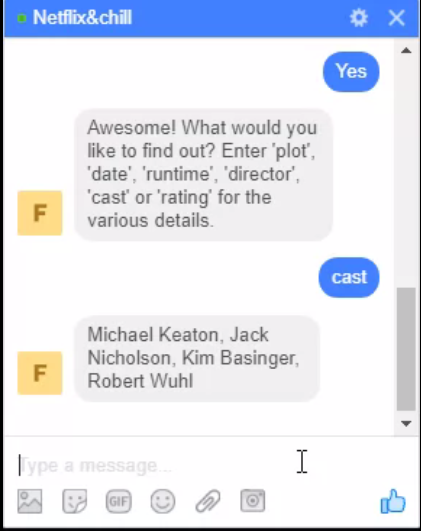 Netflix&chill
Yes
Awesome! What would you
like to find out? Enter 'plot',
'date', 'runtime', 'director',
'cast' or 'rating' for the
various details.
F
cast
Michael Keaton, Jack
Nicholson, Kim Basinger,
Robert Wuhl
F
Type a message...
GIF